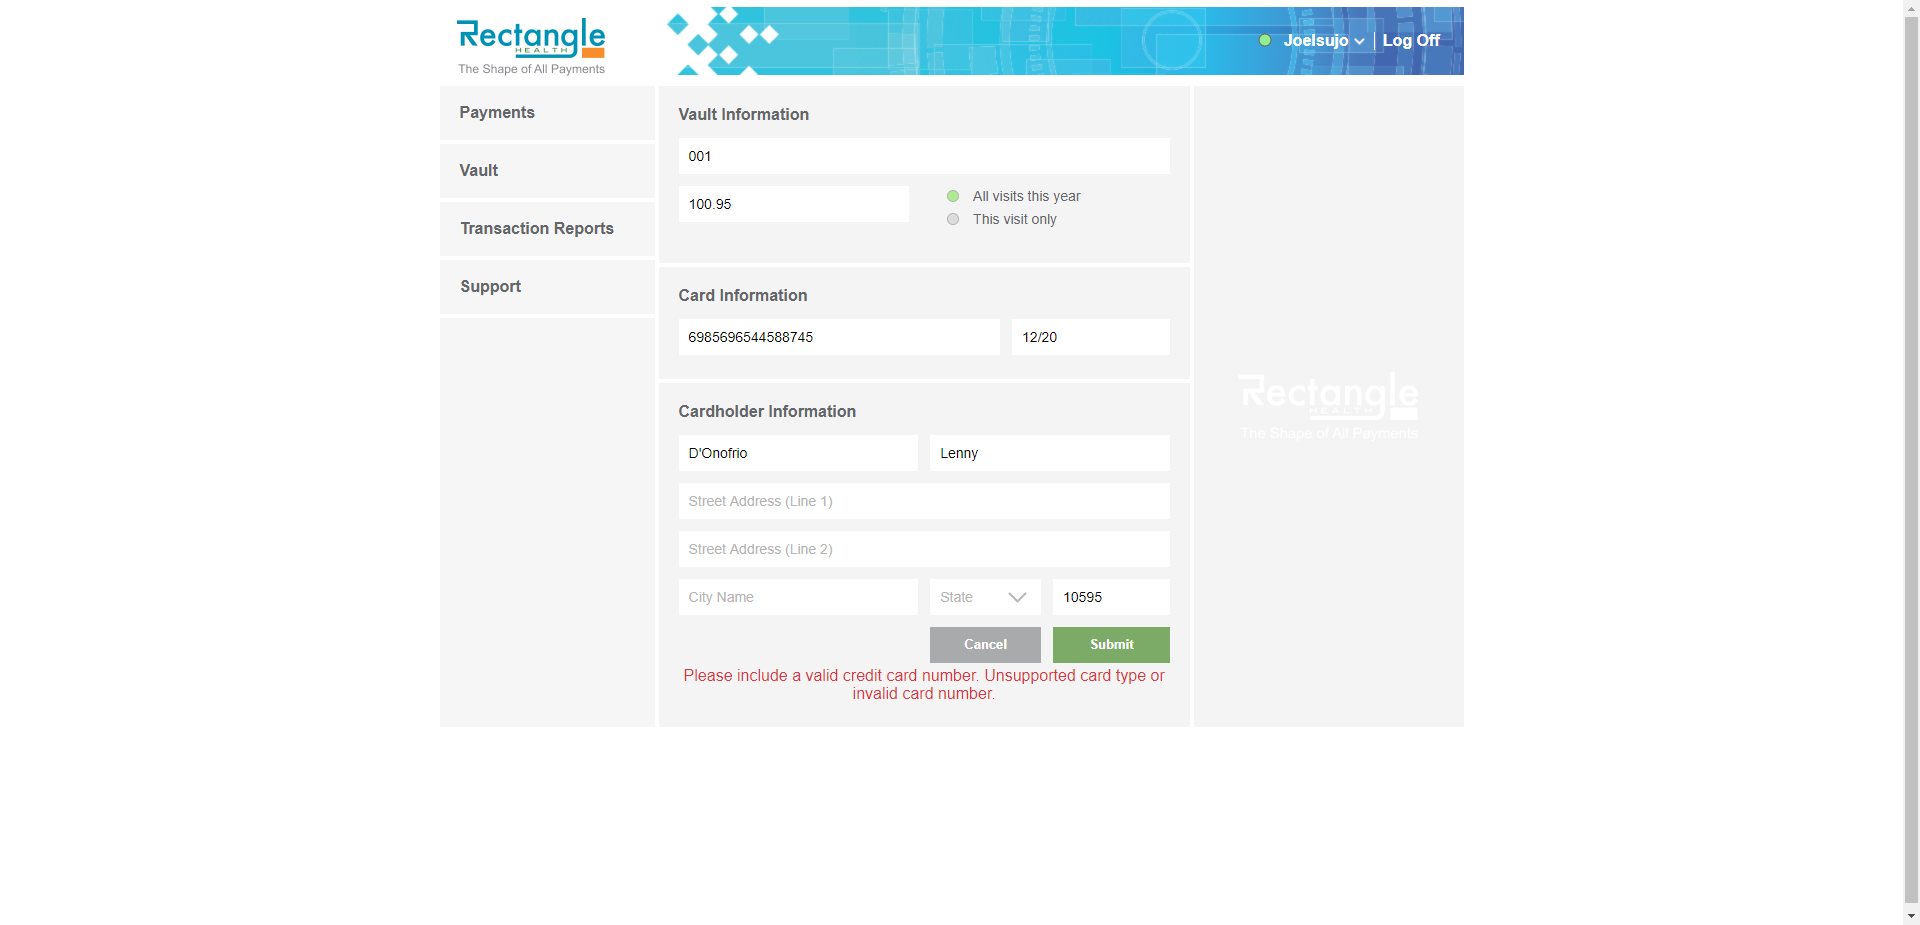 Rectangle
HEALTH
The Shape of All Payments
Joelsujo
Log Off
Payments
Vault
Transaction Reports
Support
Vault Information
001
100.95
All visits this year
This visit only
Card Information
6985696544588745
12/20
Cardholder Information
D'Onofrio
Lenny
Street Address (Line 1)
Street Address (Line 2)
City Name
State
10595
Cancel
Submit
Please include a valid credit card number. Unsupported card type or
invalid card number.
Rectangle
HEALTH
The Shape of All Payments